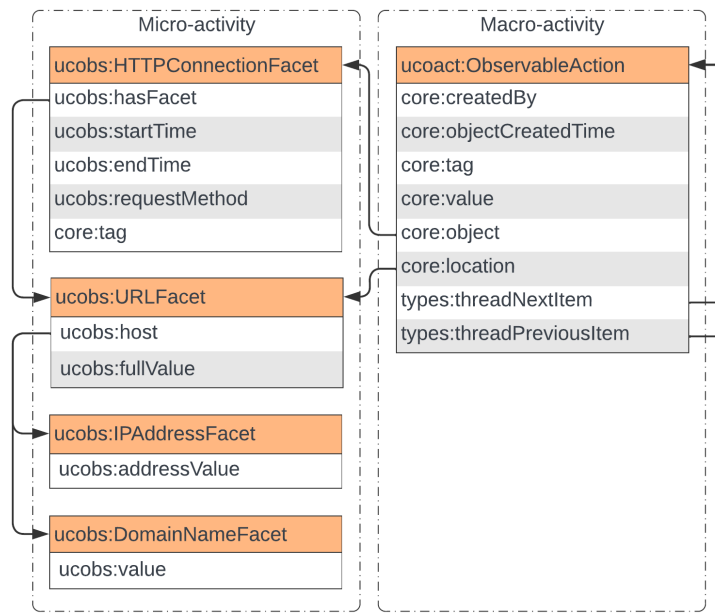 Micro-activity
ucobs:HTTPConnectionFacet
ucobs:hasFacet
ucobs:startTime
ucobs:endTime
ucobs:requestMethod
core:tag
ucobs:URLFacet
ucobs:host
ucobs:fullValue
ucobs:IPAddressFacet
ucobs:addressValue
ucobs:DomainNameFacet
ucobs:value
Macro-activity
ucoact:ObservableAction
core:createdBy
core:objectCreatedTime
core:tag
core:value
core:object
core:location
types:threadNextItem
types:threadPreviousItem